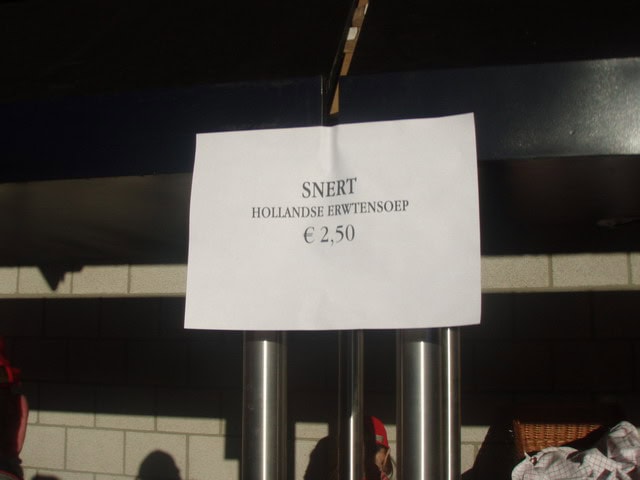 SNERT
HOLLANDSE ERWTENSOEP
€ 2,50